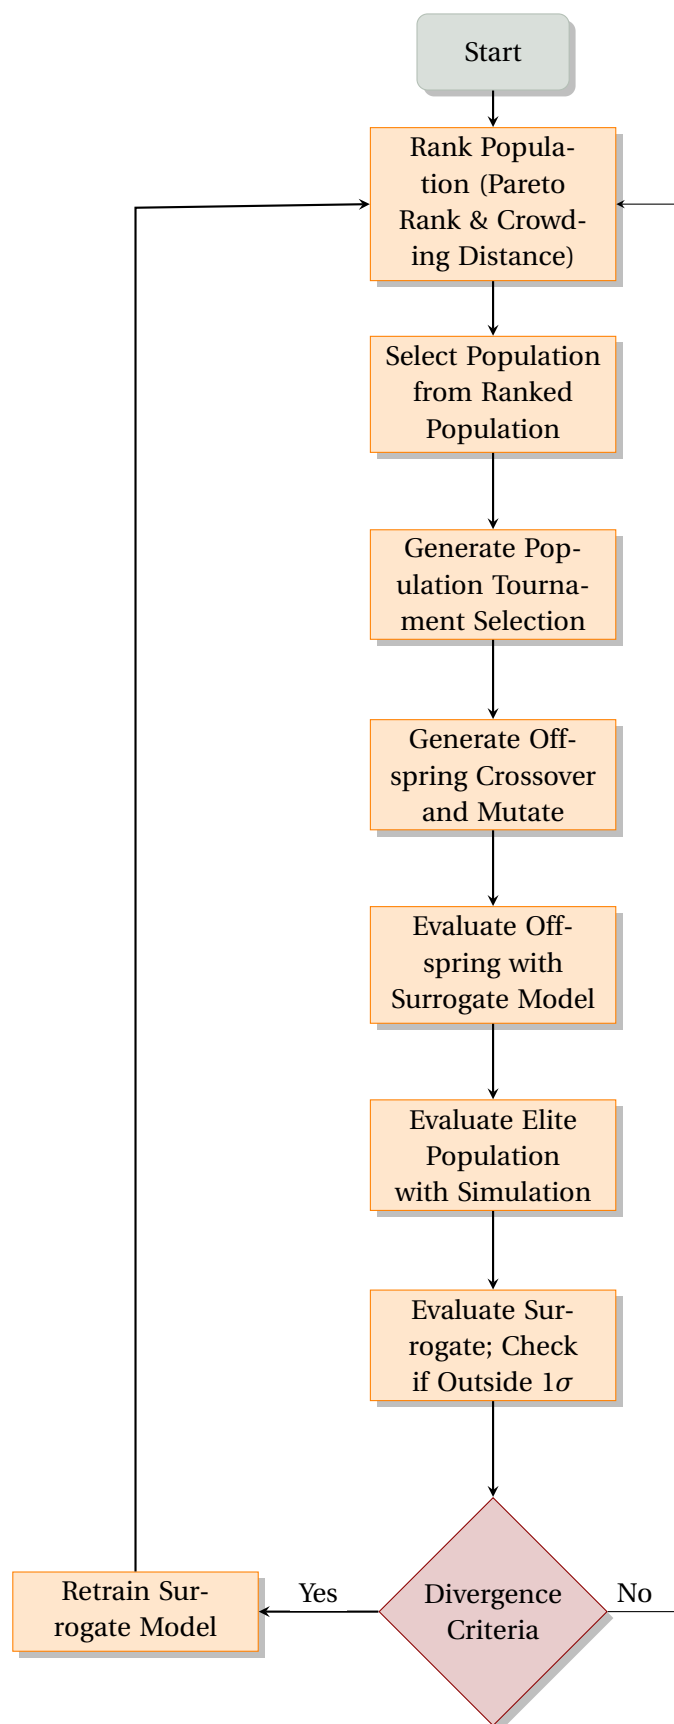 Start
Rank Popula-
tion (Pareto
Rank & Crowd-
ing Distance)
Select Population
from Ranked
Population
Generate Pop-
ulation Tourna-
ment Selection
Generate Off-
spring Crossover
and Mutate
Evaluate Off-
spring with
Surrogate Model
Evaluate Elite
Population
with Simulation
Evaluate Sur-
rogate; Check
if Outside 1σ
Divergence
Criteria
Yes
No
Retrain Sur-
rogate Model